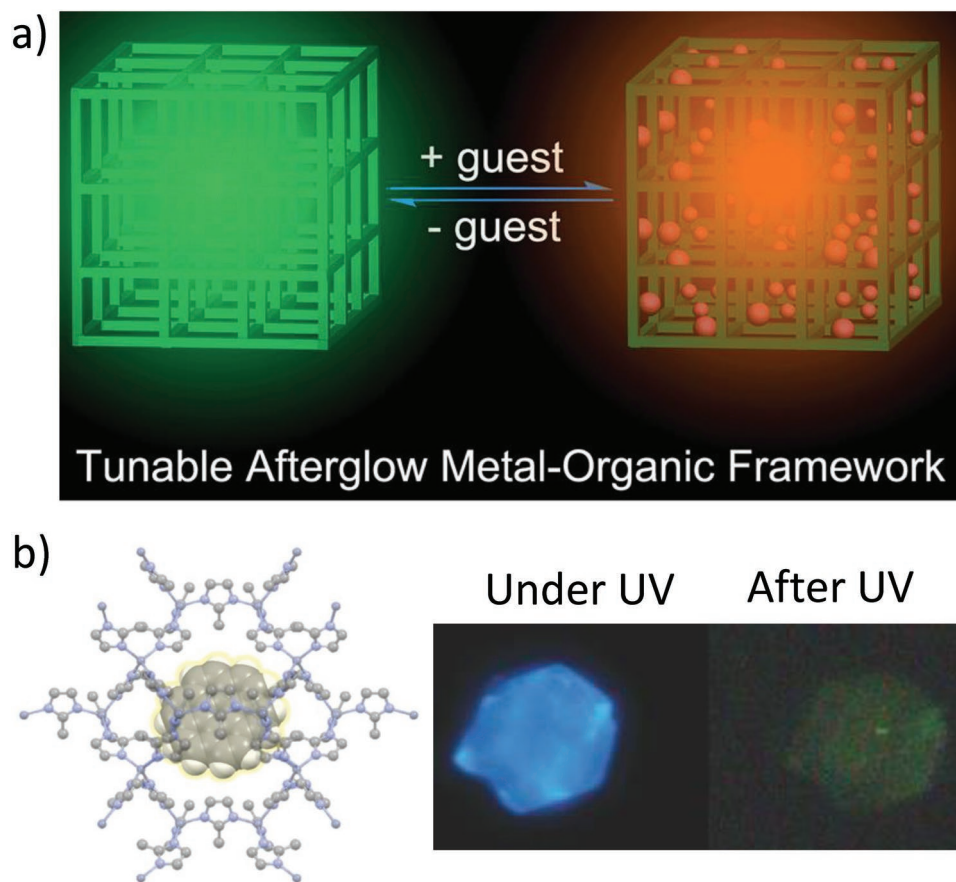 a)
+ guest
- guest
Tunable Afterglow Metal-Organic Framework
b)
Under UV
After UV